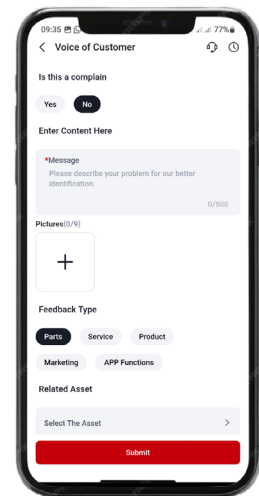 09:35 77%
Voice of Customer
Is this a complain
Yes No
Enter Content Here
*Message
Please describe your problem for our better
identification.
0/500
Pictures(0/9)
Feedback Type
Parts Service Product
Marketing APP Functions
Related Asset
Select The Asset
Submit